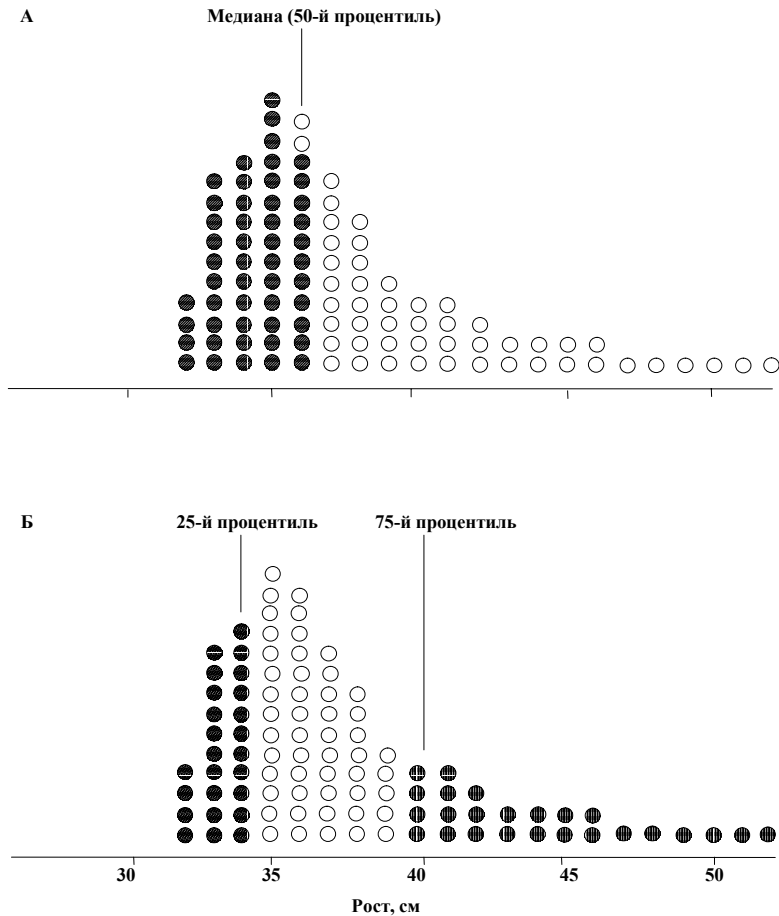 А
Медиана (50-й процентиль)
Б
25-й процентиль
75-й процентиль
30
35
40
45
50
Рост, см